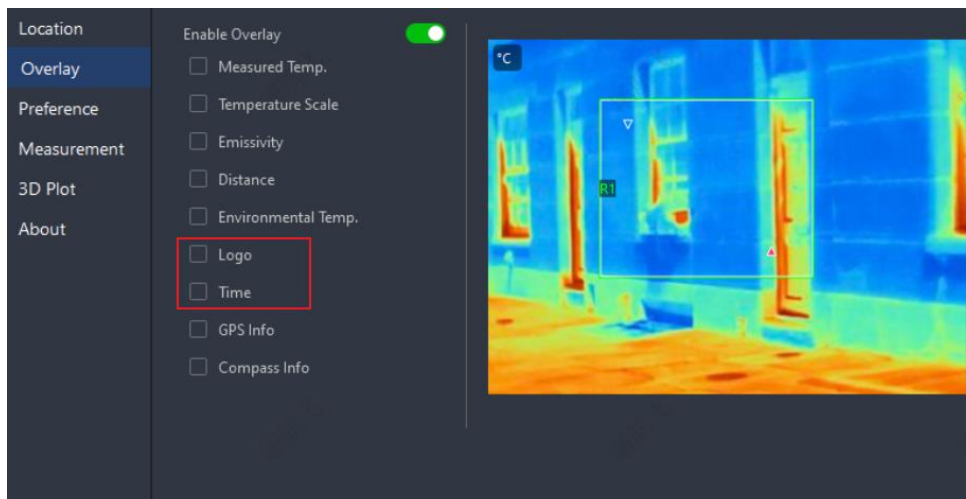 Location
Overlay
Preference
Measurement
3D Plot
About
Enable Overlay
Measured Temp.
Temperature Scale
Emissivity
Distance
Environmental Temp.
Logo
Time
GPS Info
Compass Info
°C
R1